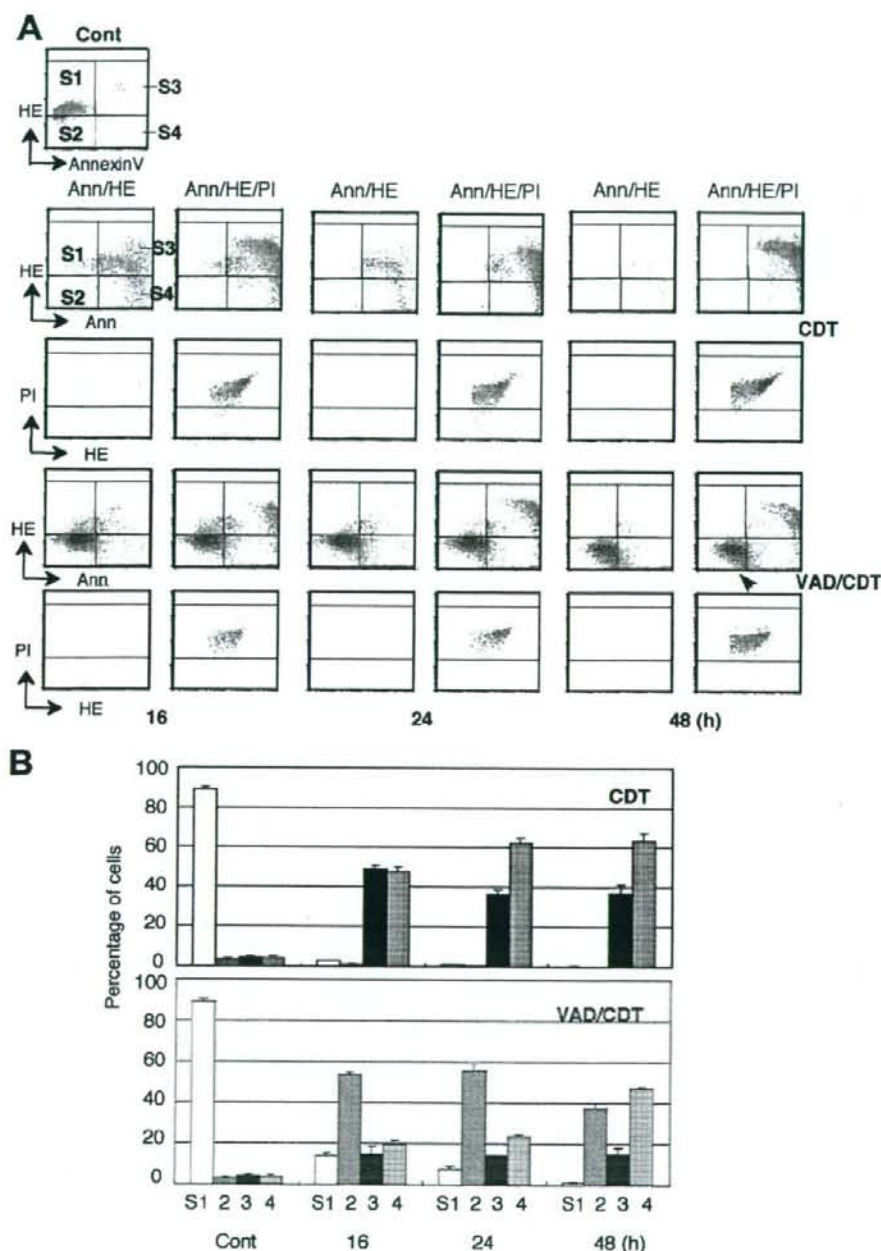 A
Cont
S1
S3
HE
S2
S4
AnnexinV
Ann/HE Ann/HE/PI Ann/HE Ann/HE/PI Ann/HE Ann/HE/PI
S1 S3
HE
S2 S4
Ann
CDT
PI
HE
HE
Ann
VAD/CDT
PI
HE
16 24 48 (h)
B
100
CDT
80
60
40
20
0
Percentage of cells
100
VAD/CDT
80
60
40
20
0
S1 2 3 4 S1 2 3 4 S1 2 3 4 S1 2 3 4
Cont 16 24 48 (h)